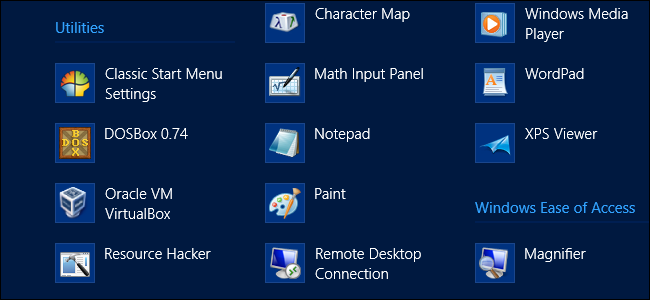 Utilities
Classic Start Menu
Settings
DOSBox 0.74
Oracle VM
VirtualBox
Resource Hacker
Character Map
Math Input Panel
Notepad
Paint
Remote Desktop
Connection
Windows Media
Player
WordPad
XPS Viewer
Windows Ease of Access
Magnifier